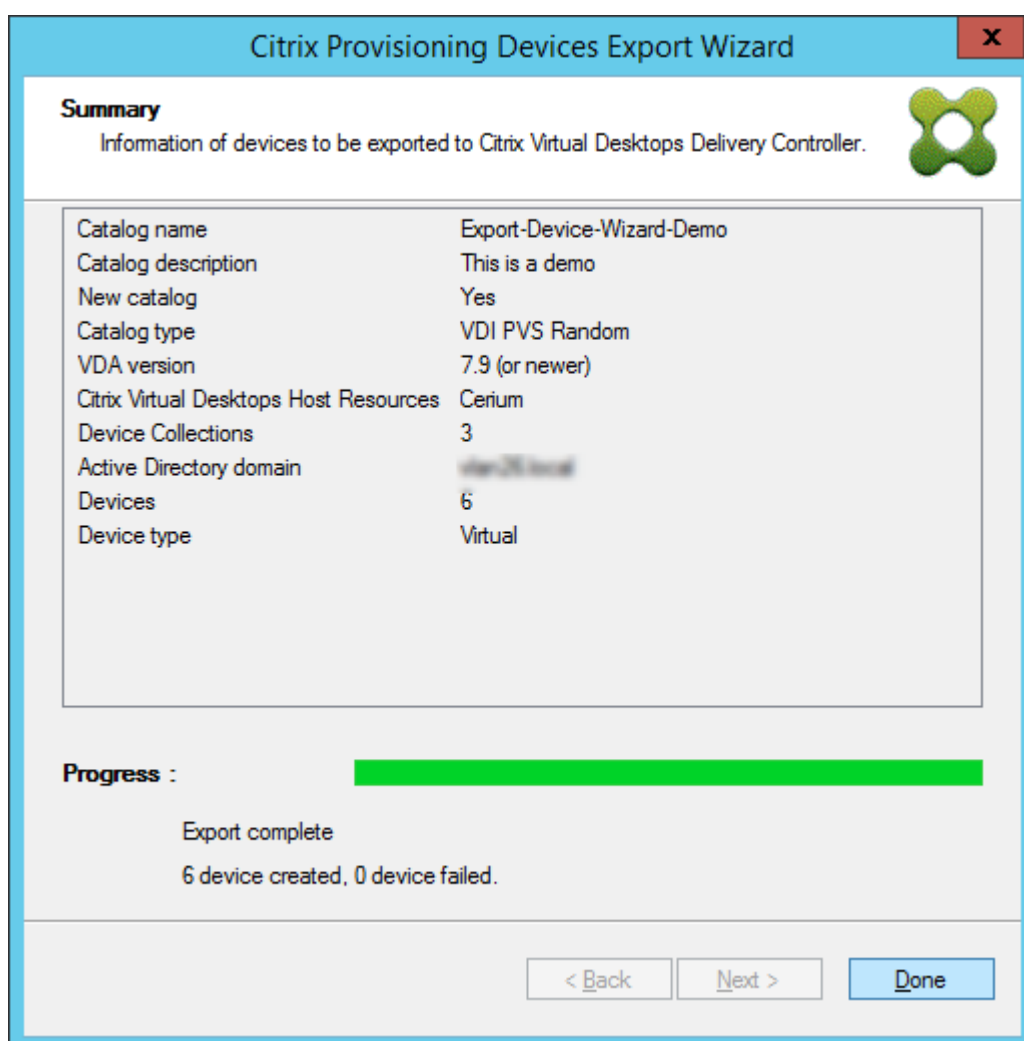 Citrix Provisioning Devices Export Wizard
x
Summary
Information of devices to be exported to Citrix Virtual Desktops Delivery Controller.
Catalog name Export-Device-Wizard-Demo
Catalog description This is a demo
New catalog Yes
Catalog type VDI PVS Random
VDA version 7.9 (or newer)
Citrix Virtual Desktops Host Resources Cerium
Device Collections 3
Active Directory domain
Devices 6
Device type Virtual
Progress :
Export complete
6 device created, 0 device failed.
< Back Next > Done